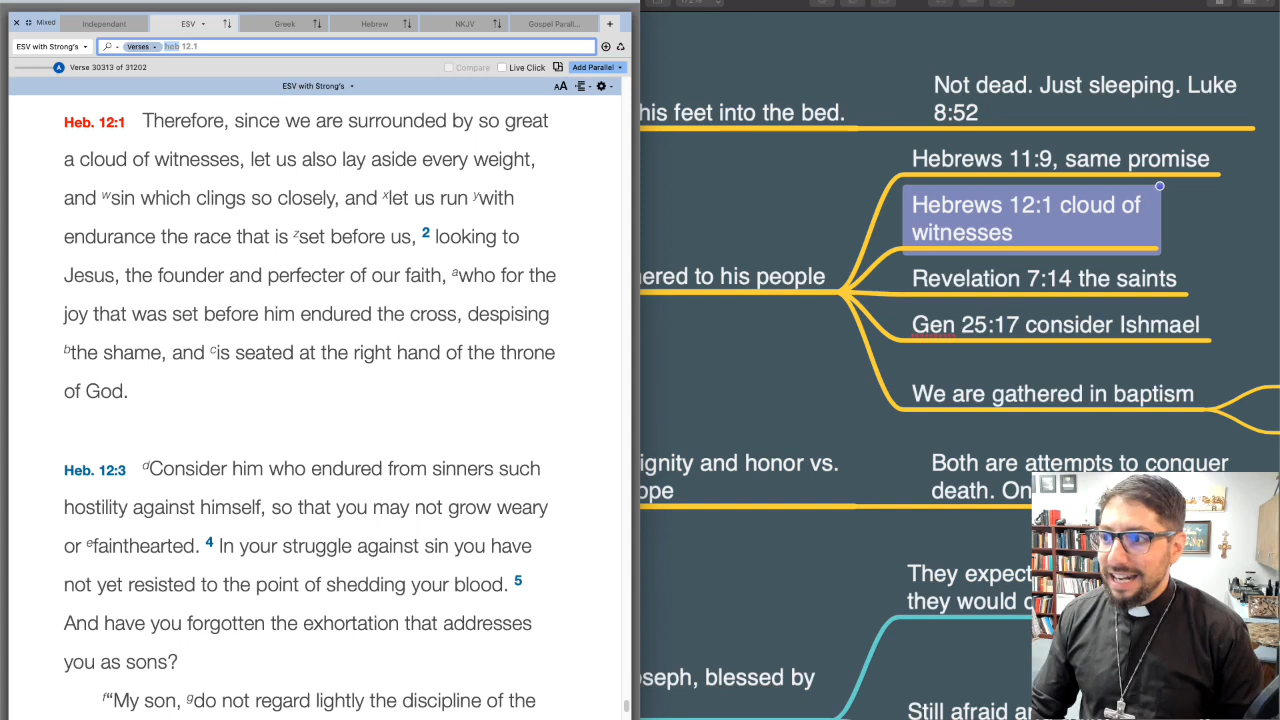 Mixed
Independent
ESV
Greek
Hebrew
NKJV
Gospel Parall...
ESV with Strong's
Verses
heb 12.1
Verse 30313 of 31202
Compare
Live Click
Add Parallel
ESV with Strong's
AA
Heb. 12:1 Therefore, since we are surrounded by so great
a cloud of witnesses, let us also lay aside every weight,
and wsin which clings so closely, and xlet us run ywith
endurance the race that is zset before us, 2 looking to
Jesus, the founder and perfecter of our faith, awho for the
joy that was set before him endured the cross, despising
bthe shame, and cis seated at the right hand of the throne
of God.
Heb. 12:3 dConsider him who endured from sinners such
hostility against himself, so that you may not grow weary
or efainthearted. 4 In your struggle against sin you have
not yet resisted to the point of shedding your blood. 5
And have you forgotten the exhortation that addresses
you as sons?
f“My son, gdo not regard lightly the discipline of the
his feet into the bed.
Not dead. Just sleeping. Luke
8:52
hered to his people
Hebrews 11:9, same promise
Hebrews 12:1 cloud of
witnesses
Revelation 7:14 the saints
Gen 25:17 consider Ishmael
We are gathered in baptism
ignity and honor vs.
ope
Both are attempts to conquer
death. On
They expect
they would
oseph, blessed by
Still afraid